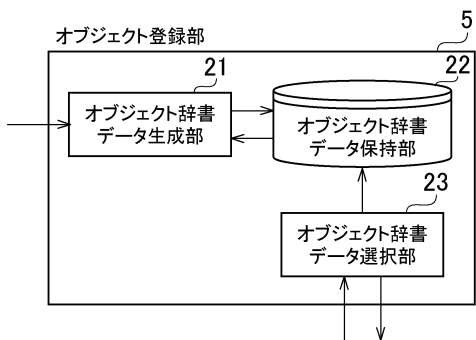 オブジェクト登録部
5
21
オブジェクト辞書
データ生成部
22
オブジェクト辞書
データ保持部
23
オブジェクト辞書
データ選択部